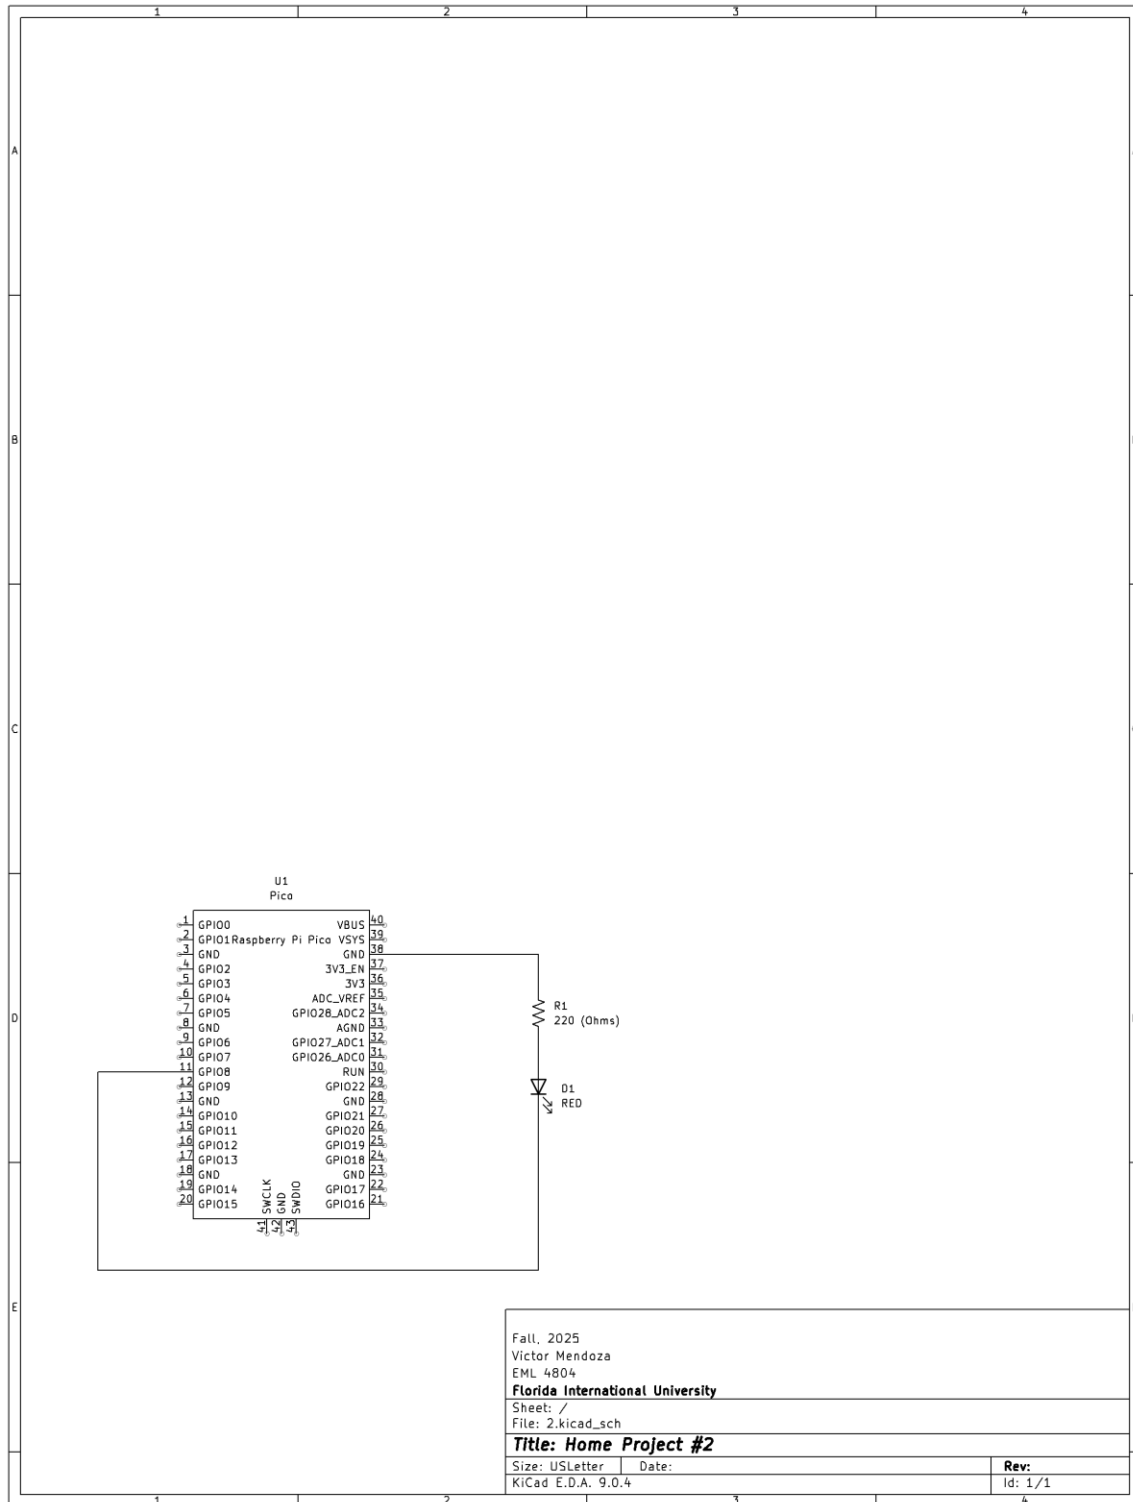 1 2 3 4
A
B
C
D
E
U1
Pico
1 GPIO0 VBUS 40
2 GPIO1 Raspberry Pi Pico VSYS 39
3 GND GND 38
4 GPIO2 3V3_EN 37
5 GPIO3 3V3 36
6 GPIO4 ADC_VREF 35
7 GPIO5 GPIO28_ADC2 34
8 GND AGND 33
9 GPIO6 GPIO27_ADC1 32
10 GPIO7 GPIO26_ADC0 31
11 GPIO8 RUN 30
12 GPIO9 GPIO22 29
13 GND GND 28
14 GPIO10 GPIO21 27
15 GPIO11 GPIO20 26
16 GPIO12 GPIO19 25
17 GPIO13 GPIO18 24
18 GND GND 23
19 GPIO14 GPIO17 22
20 GPIO15 GPIO16 21
41 SWCLK
42 GND
43 SWDIO
R1
220 (Ohms)
D1
RED
Fall, 2025
Victor Mendoza
EML 4804
Florida International University
Sheet: /
File: 2.kicad_sch
Title: Home Project #2
Size: USLetter Date: Rev:
KiCad E.D.A. 9.0.4 Id: 1/1
1 2 3 4